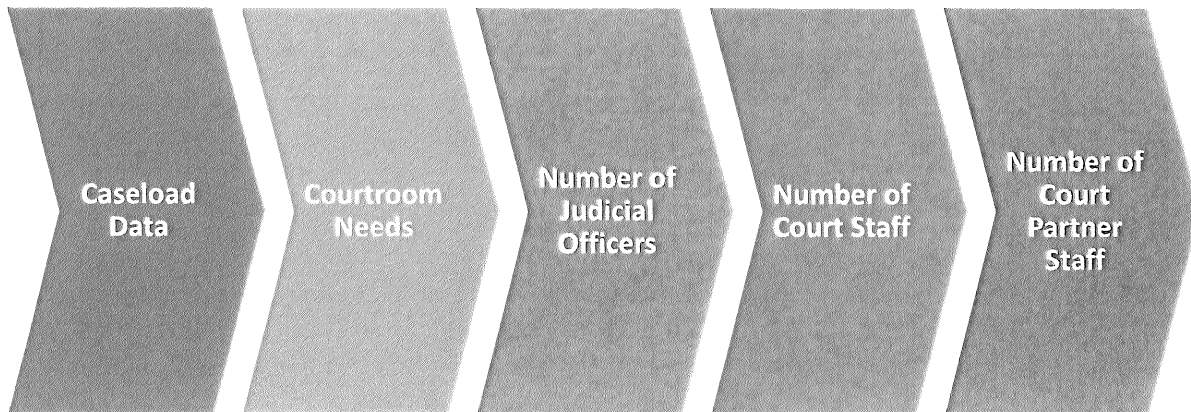 Caseload
Data
Courtroom
Needs
Number of
Judicial
Officers
Number of
Court Staff
Number of
Court
Partner
Staff